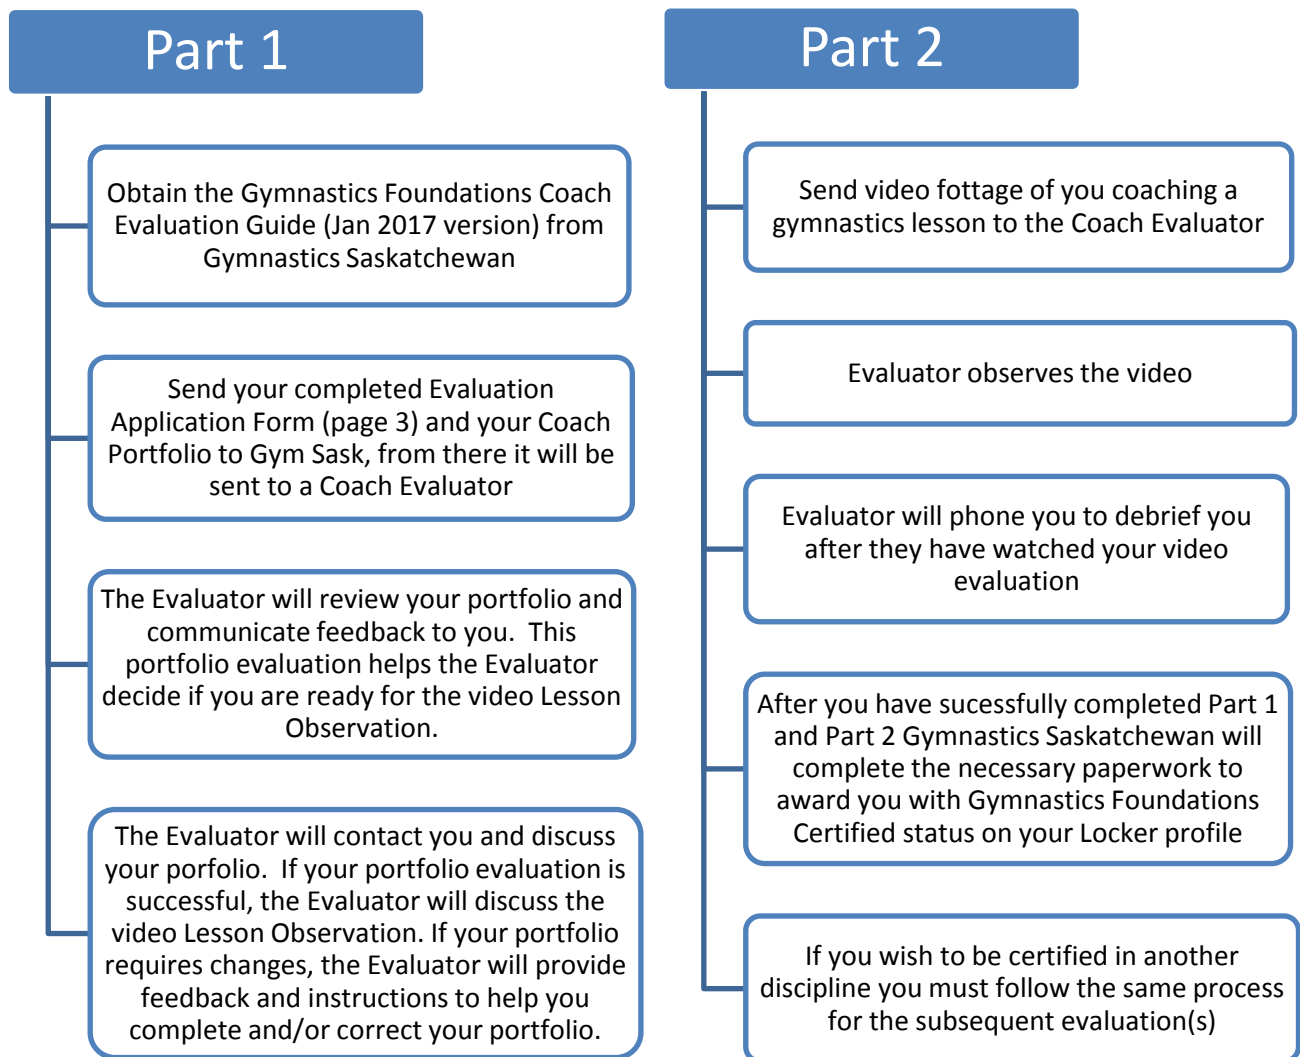 Part 1
Obtain the Gymnastics Foundations Coach
Evaluation Guide (Jan 2017 version) from
Gymnastics Saskatchewan
Send your completed Evaluation
Application Form (page 3) and your Coach
Portfolio to Gym Sask, from there it will be
sent to a Coach Evaluator
The Evaluator will review your portfolio and
communicate feedback to you.  This
portfolio evaluation helps the Evaluator
decide if you are ready for the video Lesson
Observation.
The Evaluator will contact you and discuss
your porfolio.  If your portfolio evaluation is
successful, the Evaluator will discuss the
video Lesson Observation. If your portfolio
requires changes, the Evaluator will provide
feedback and instructions to help you
complete and/or correct your portfolio.
Part 2
Send video fottage of you coaching a
gymnastics lesson to the Coach Evaluator
Evaluator observes the video
Evaluator will phone you to debrief you
after they have watched your video
evaluation
After you have sucessfully completed Part 1
and Part 2 Gymnastics Saskatchewan will
complete the necessary paperwork to
award you with Gymnastics Foundations
Certified status on your Locker profile
If you wish to be certified in another
discipline you must follow the same process
for the subsequent evaluation(s)